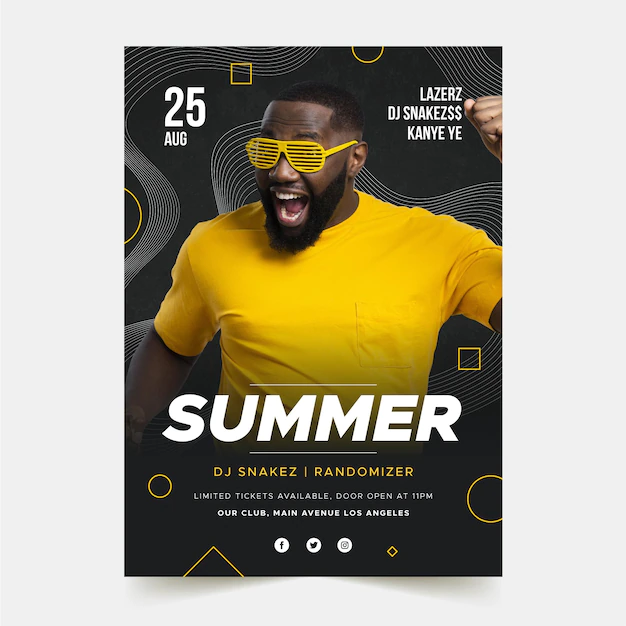 25
AUG
LAZERZ
DJ SNAKEZ$$
KANYE YE
SUMMER
DJ SNAKEZ | RANDOMIZER
LIMITED TICKETS AVAILABLE, DOOR OPEN AT 11PM
OUR CLUB, MAIN AVENUE LOS ANGELES